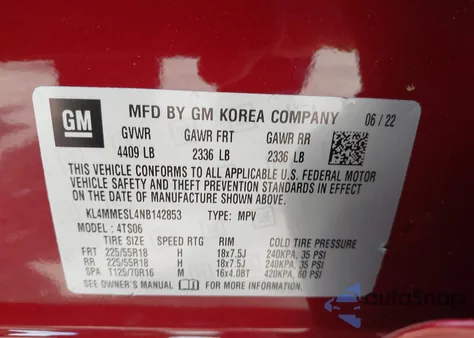 GM
MFD BY GM KOREA COMPANY 06/22
GVWR GAWR FRT GAWR RR
4409 LB 2336 LB 2336 LB
THIS VEHICLE CONFORMS TO ALL APPLICABLE U.S. FEDERAL MOTOR
VEHICLE SAFETY AND THEFT PREVENTION STANDARDS IN EFFECT
ON THE DATE OF MANUFACTURE SHOWN ABOVE.
KL4MMESL4NB142853 TYPE: MPV
MODEL: 4TS06
TIRE SIZE SPEED RTG RIM COLD TIRE PRESSURE
FRT 225/55R18 H 18x7.5J 240KPA, 35 PSI
RR 225/55R18 H 18x7.5J 240KPA, 35 PSI
SPA T125/70R16 M 16x4.0BT 420KPA, 60 PSI
SEE OWNER'S MANUAL FOR MORE INFORMATION.
AutoSnap